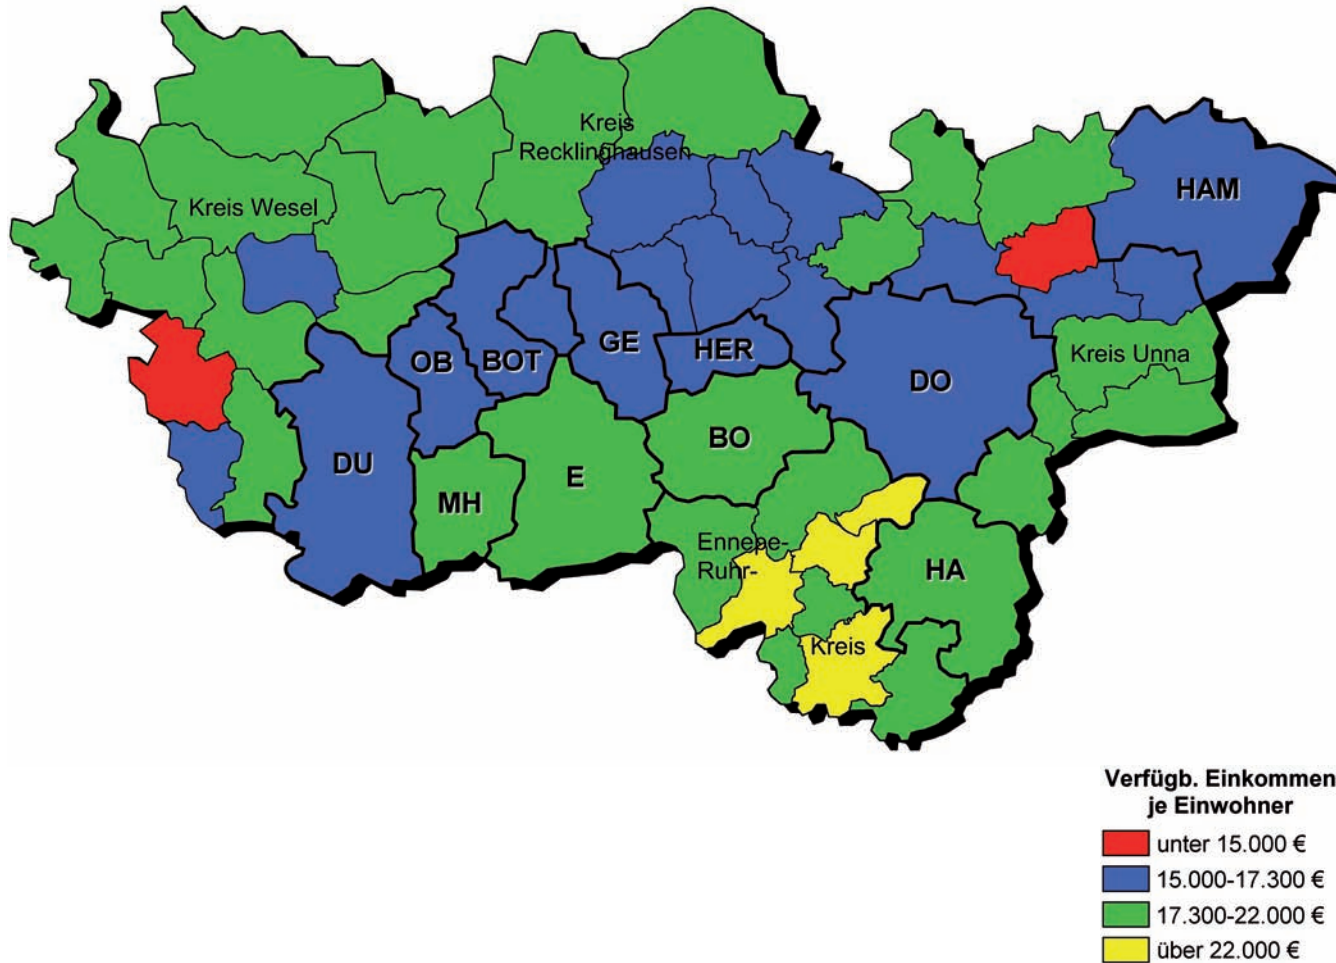 Kreis
Recklinghausen
HAM
Kreis Wesel
OB
BOT
GE
HER
DO
Kreis Unna
DU
MH
E
BO
Ennepe-
Ruhr-
HA
Kreis
Verfügb. Einkommen
je Einwohner
unter 15.000 €
15.000-17.300 €
17.300-22.000 €
über 22.000 €